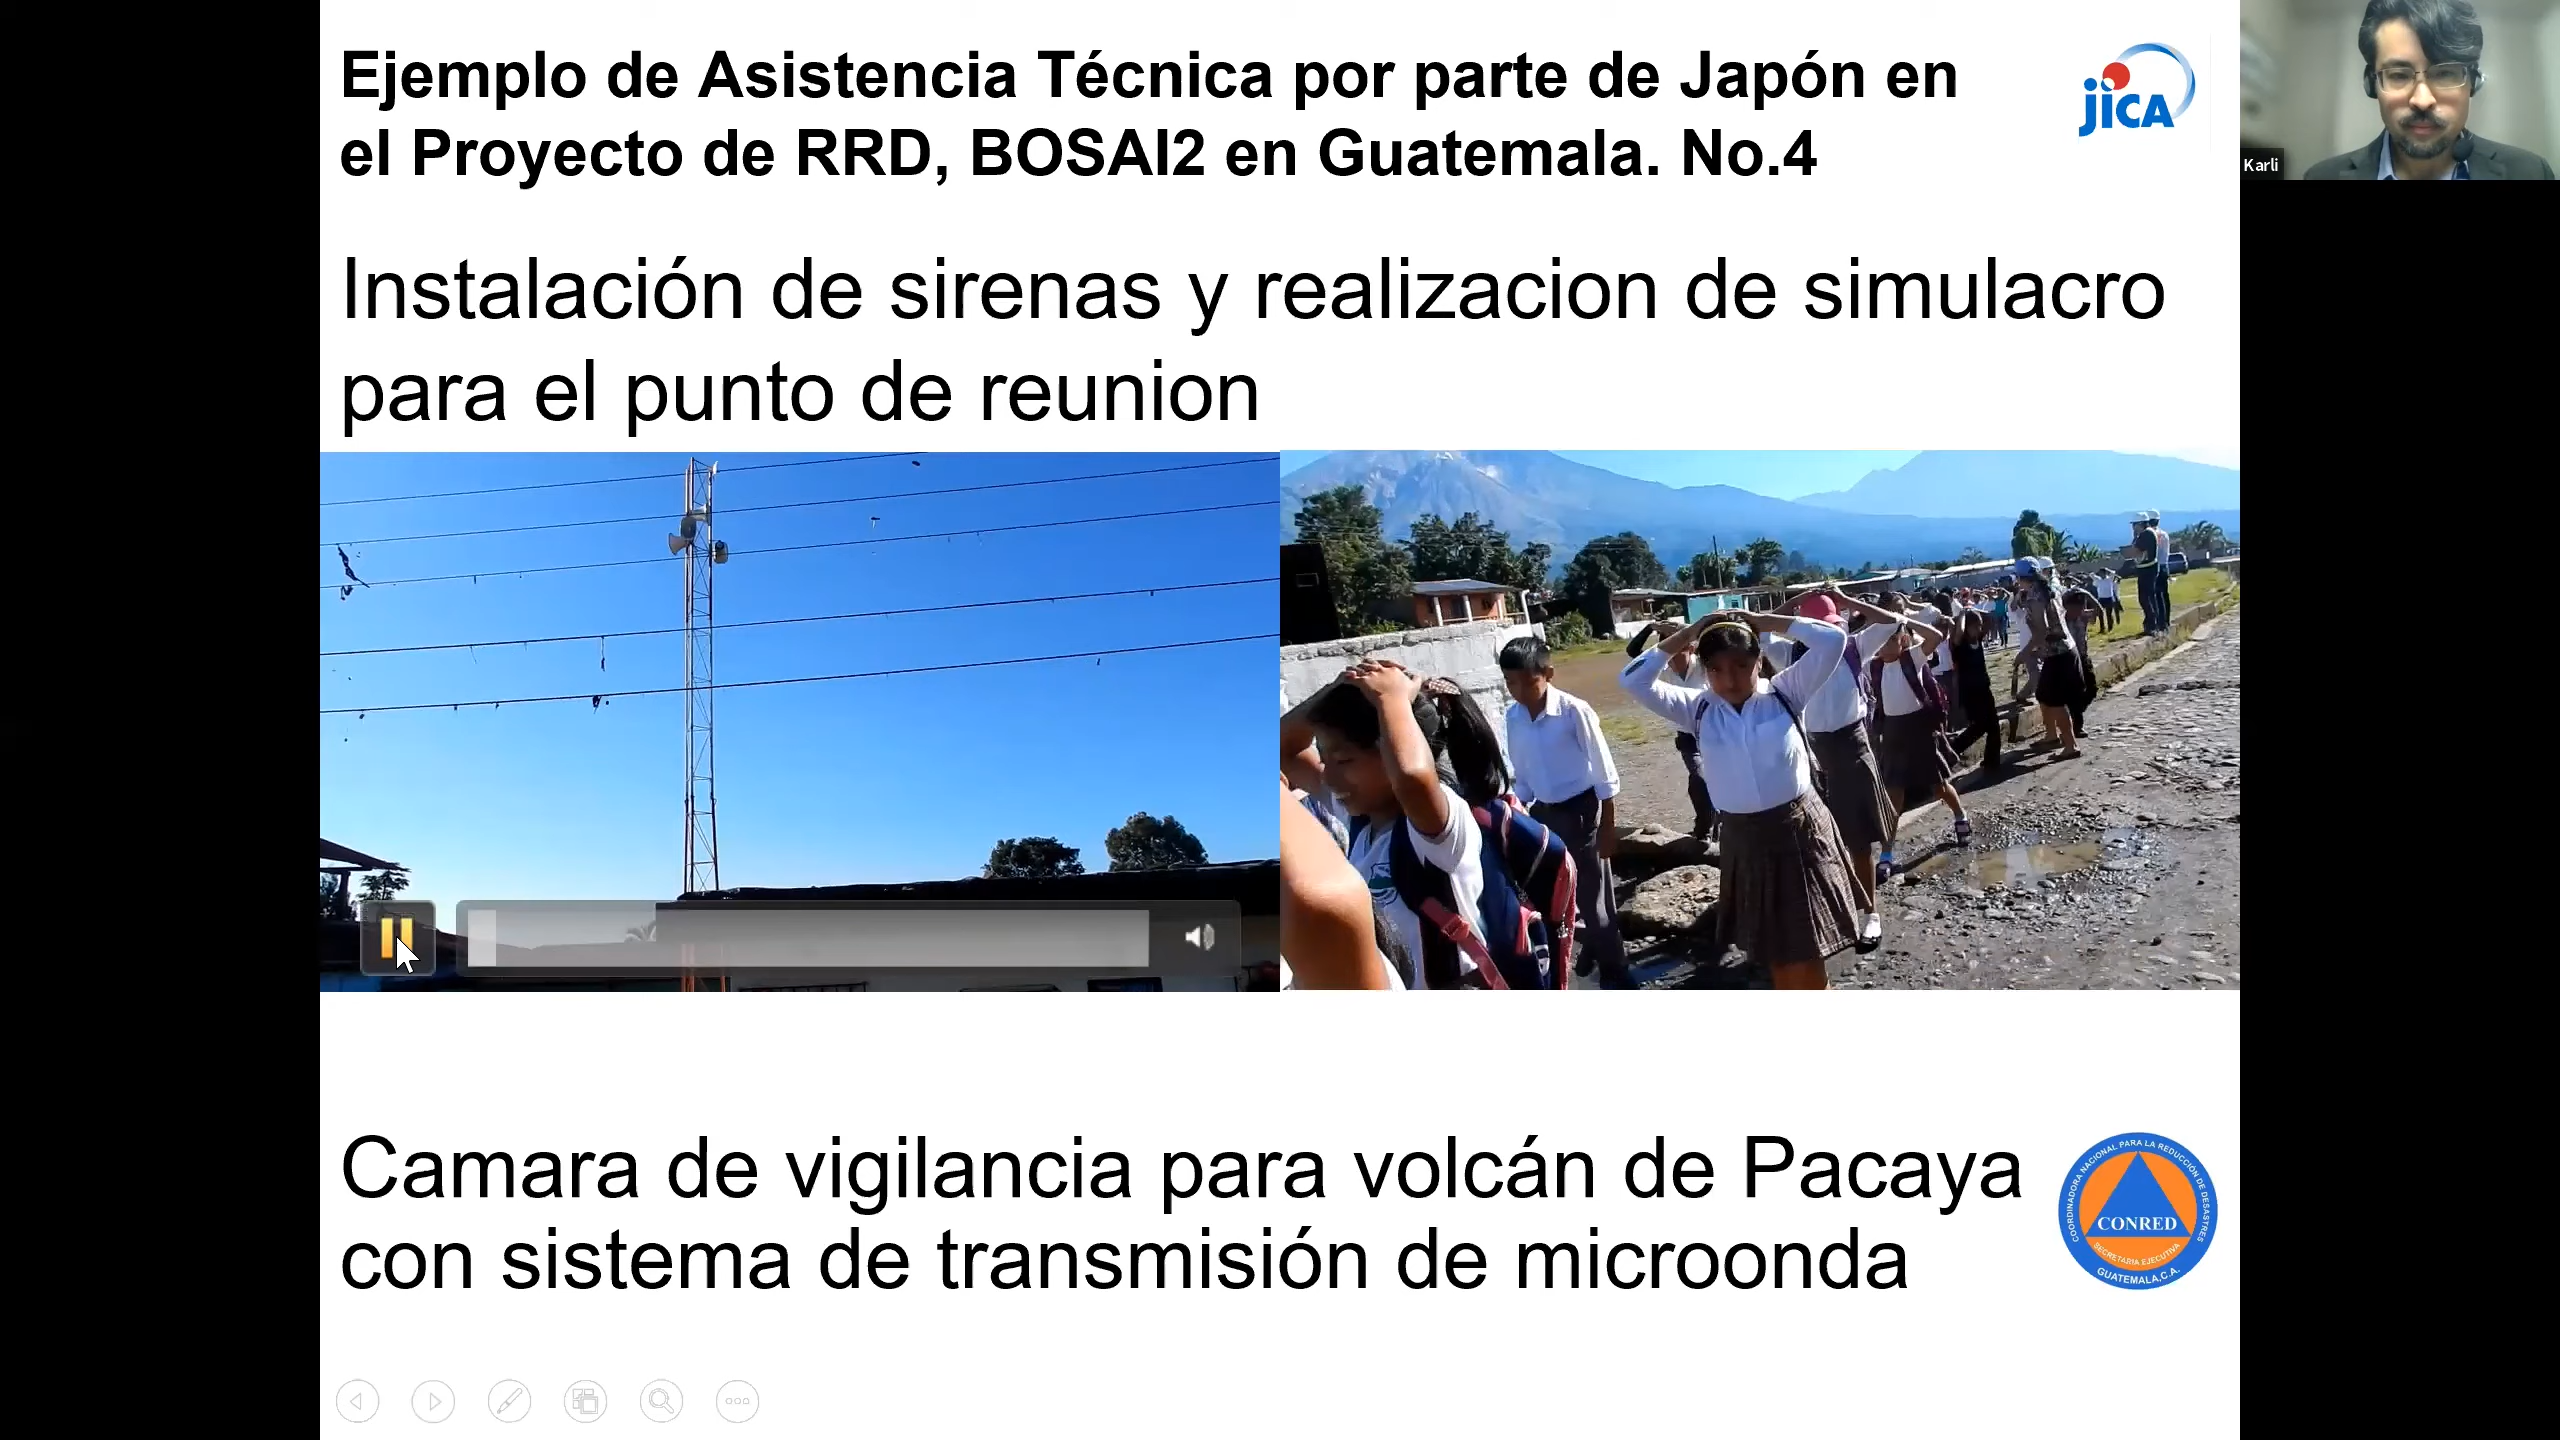 Ejemplo de Asistencia Técnica por parte de Japón en
el Proyecto de RRD, BOSAI2 en Guatemala. No.4
jICA
Karli
Instalación de sirenas y realizacion de simulacro
para el punto de reunion
Camara de vigilancia para volcán de Pacaya
con sistema de transmisión de microonda
COORDINADORA NACIONAL PARA LA REDUCCIÓN DE DESASTRES
CONRED
SECRETARIA EJECUTIVA
GUATEMALA, C.A.